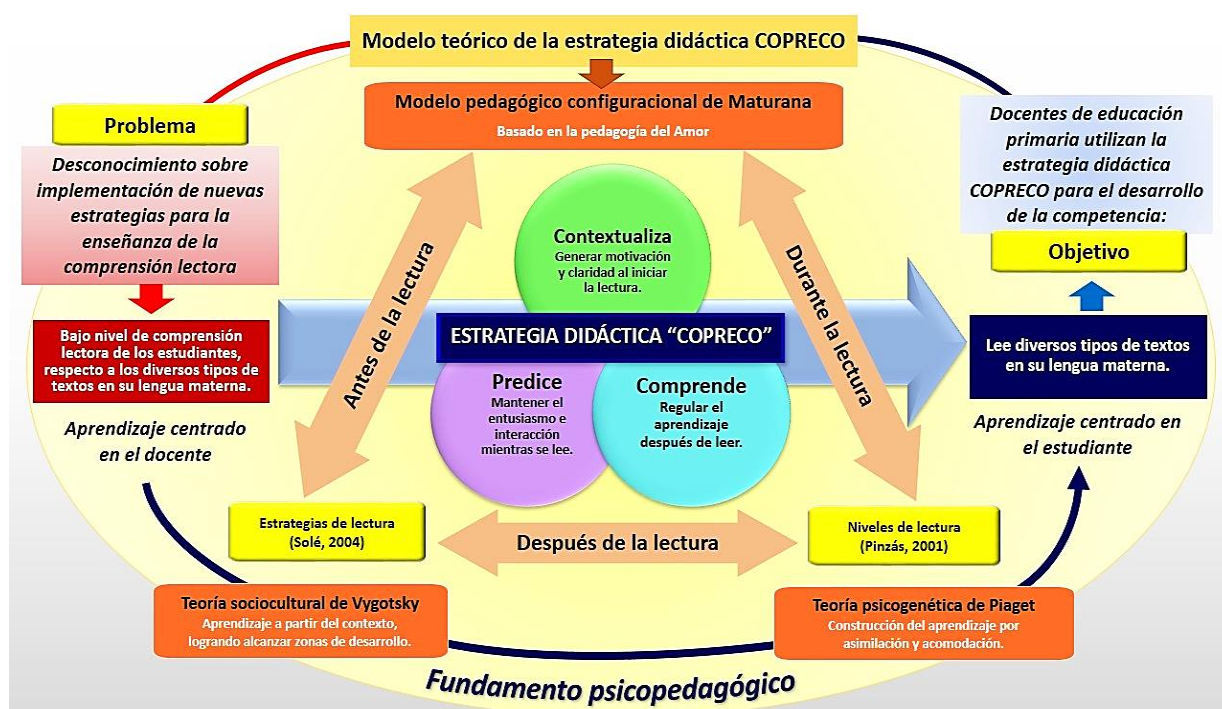 Modelo teórico de la estrategia didáctica COPRECO
Modelo pedagógico configuracional de Maturana
Basado en la pedagogía del Amor
Problema
Desconocimiento sobre
implementación de nuevas
estrategias para la
enseñanza de la
comprensión lectora
Bajo nivel de comprensión
lectora de los estudiantes,
respecto a los diversos tipos de
textos en su lengua materna.
Aprendizaje centrado
en el docente
Antes de la lectura
Contextualiza
Generar motivación
y claridad al iniciar
la lectura.
ESTRATEGIA DIDÁCTICA “COPRECO”
Predice
Mantener el
entusiasmo e
interacción
mientras se lee.
Comprende
Regular el
aprendizaje
después de leer.
Durante la lectura
Docentes de educación
primaria utilizan la
estrategia didáctica
COPRECO para el desarrollo
de la competencia:
Objetivo
Lee diversos tipos de textos
en su lengua materna.
Aprendizaje centrado en
el estudiante
Estrategias de lectura
(Solé, 2004)
Después de la lectura
Niveles de lectura
(Pinzás, 2001)
Teoría sociocultural de Vygotsky
Aprendizaje a partir del contexto,
logrando alcanzar zonas de desarrollo.
Teoría psicogenética de Piaget
Construcción del aprendizaje por
asimilación y acomodación.
Fundamento psicopedagógico